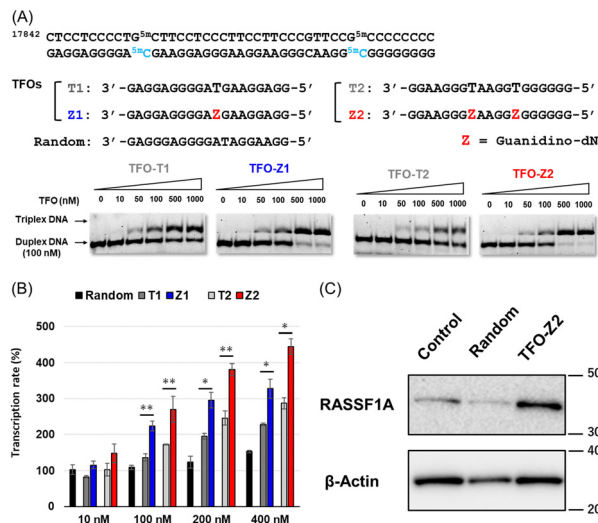 (A)
17842 CTCCTCCCCTG5mCTTCCTCCCTTCCTTCCCGTTCCG5mCCCCCCCC
GAGGAGGGGA5mCGAAGGAGGGAAGGAAGGGCAAGG5mCGGGGGGGG
TFOs T1: 3’-GAGGAGGGGATGAAGGAGG-5’ T2: 3’-GGAAGGGTAAGGTGGGGGG-5’
Z1: 3’-GAGGAGGGGAZGAAGGAGG-5’ Z2: 3’-GGAAGGGZAAGGZGGGGGG-5’
Random: 3’-GAGGGAGGGGATAGGAAGG-5’ Z = Guanidino-dN
TFO-T1 TFO-Z1 TFO-T2 TFO-Z2
TFO (nM) 0 10 50 100 500 1000 0 10 50 100 500 1000 0 10 50 100 500 1000 0 10 50 100 500 1000
Triplex DNA
Duplex DNA
(100 nM)
(B)
Random T1 Z1 T2 Z2
Transcription rate (%)
500
400
300
200
100
0
** ** * ** * *
10 nM 100 nM 200 nM 400 nM
(C)
Control Random TFO-Z2
50
RASSF1A
30
40
β-Actin
20